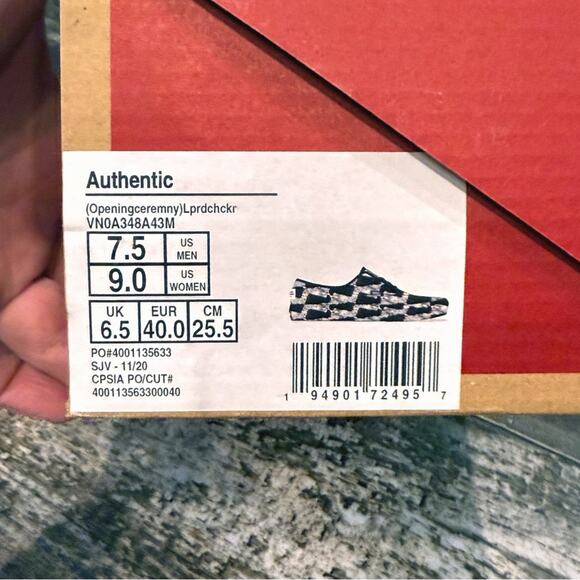 Authentic
(Openingceremny)Lprdchckr
VN0A348A43M
7.5 US MEN
9.0 US WOMEN
UK EUR CM
6.5 40.0 25.5
PO#4001135633
SJV - 11/20
CPSIA PO/CUT#
400113563300040
1 94901 72495 7